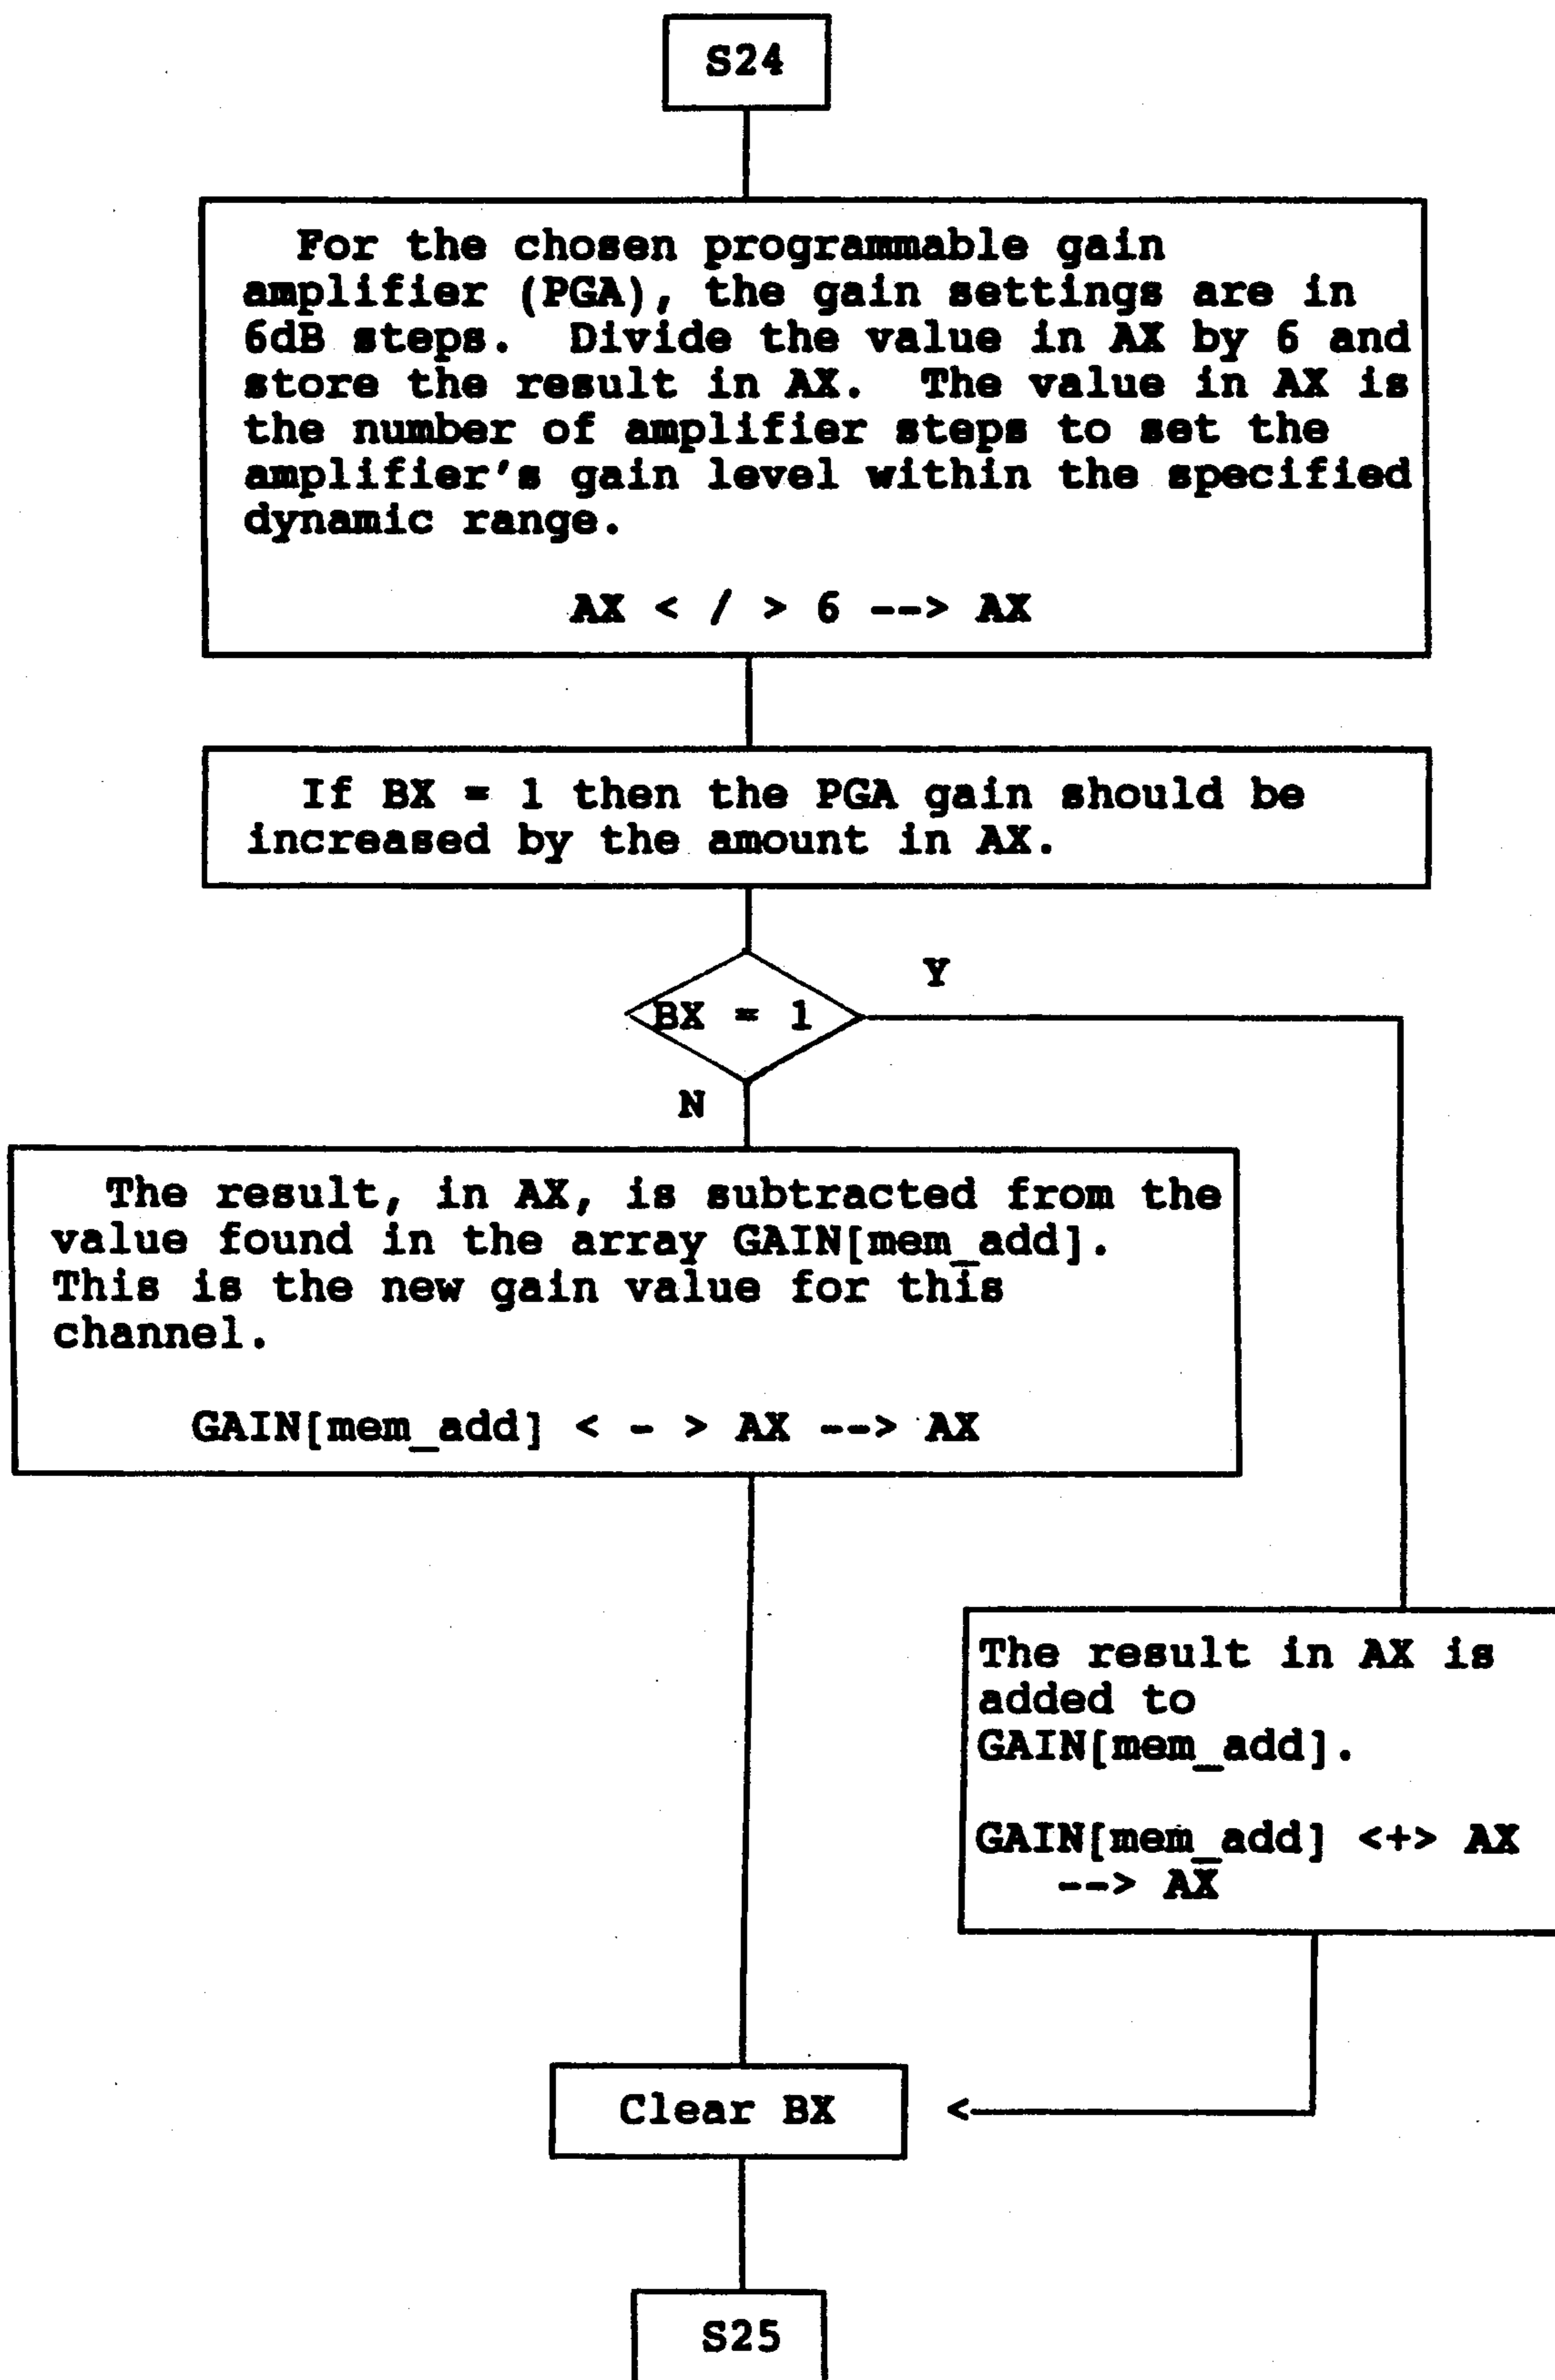 S24
For the chosen programmable gain
amplifier (PGA), the gain settings are in
6dB steps.  Divide the value in AX by 6 and
store the result in AX.  The value in AX is
the number of amplifier steps to set the
amplifier's gain level within the specified
dynamic range.
AX < / > 6 --> AX
If BX = 1 then the PGA gain should be
increased by the amount in AX.
Y
BX = 1
N
The result, in AX, is subtracted from the
value found in the array GAIN[mem_add].
This is the new gain value for this
channel.
GAIN[mem_add] < - > AX --> AX
The result in AX is
added to
GAIN[mem_add].
GAIN[mem_add] <+> AX
--> AX
Clear BX
<
S25